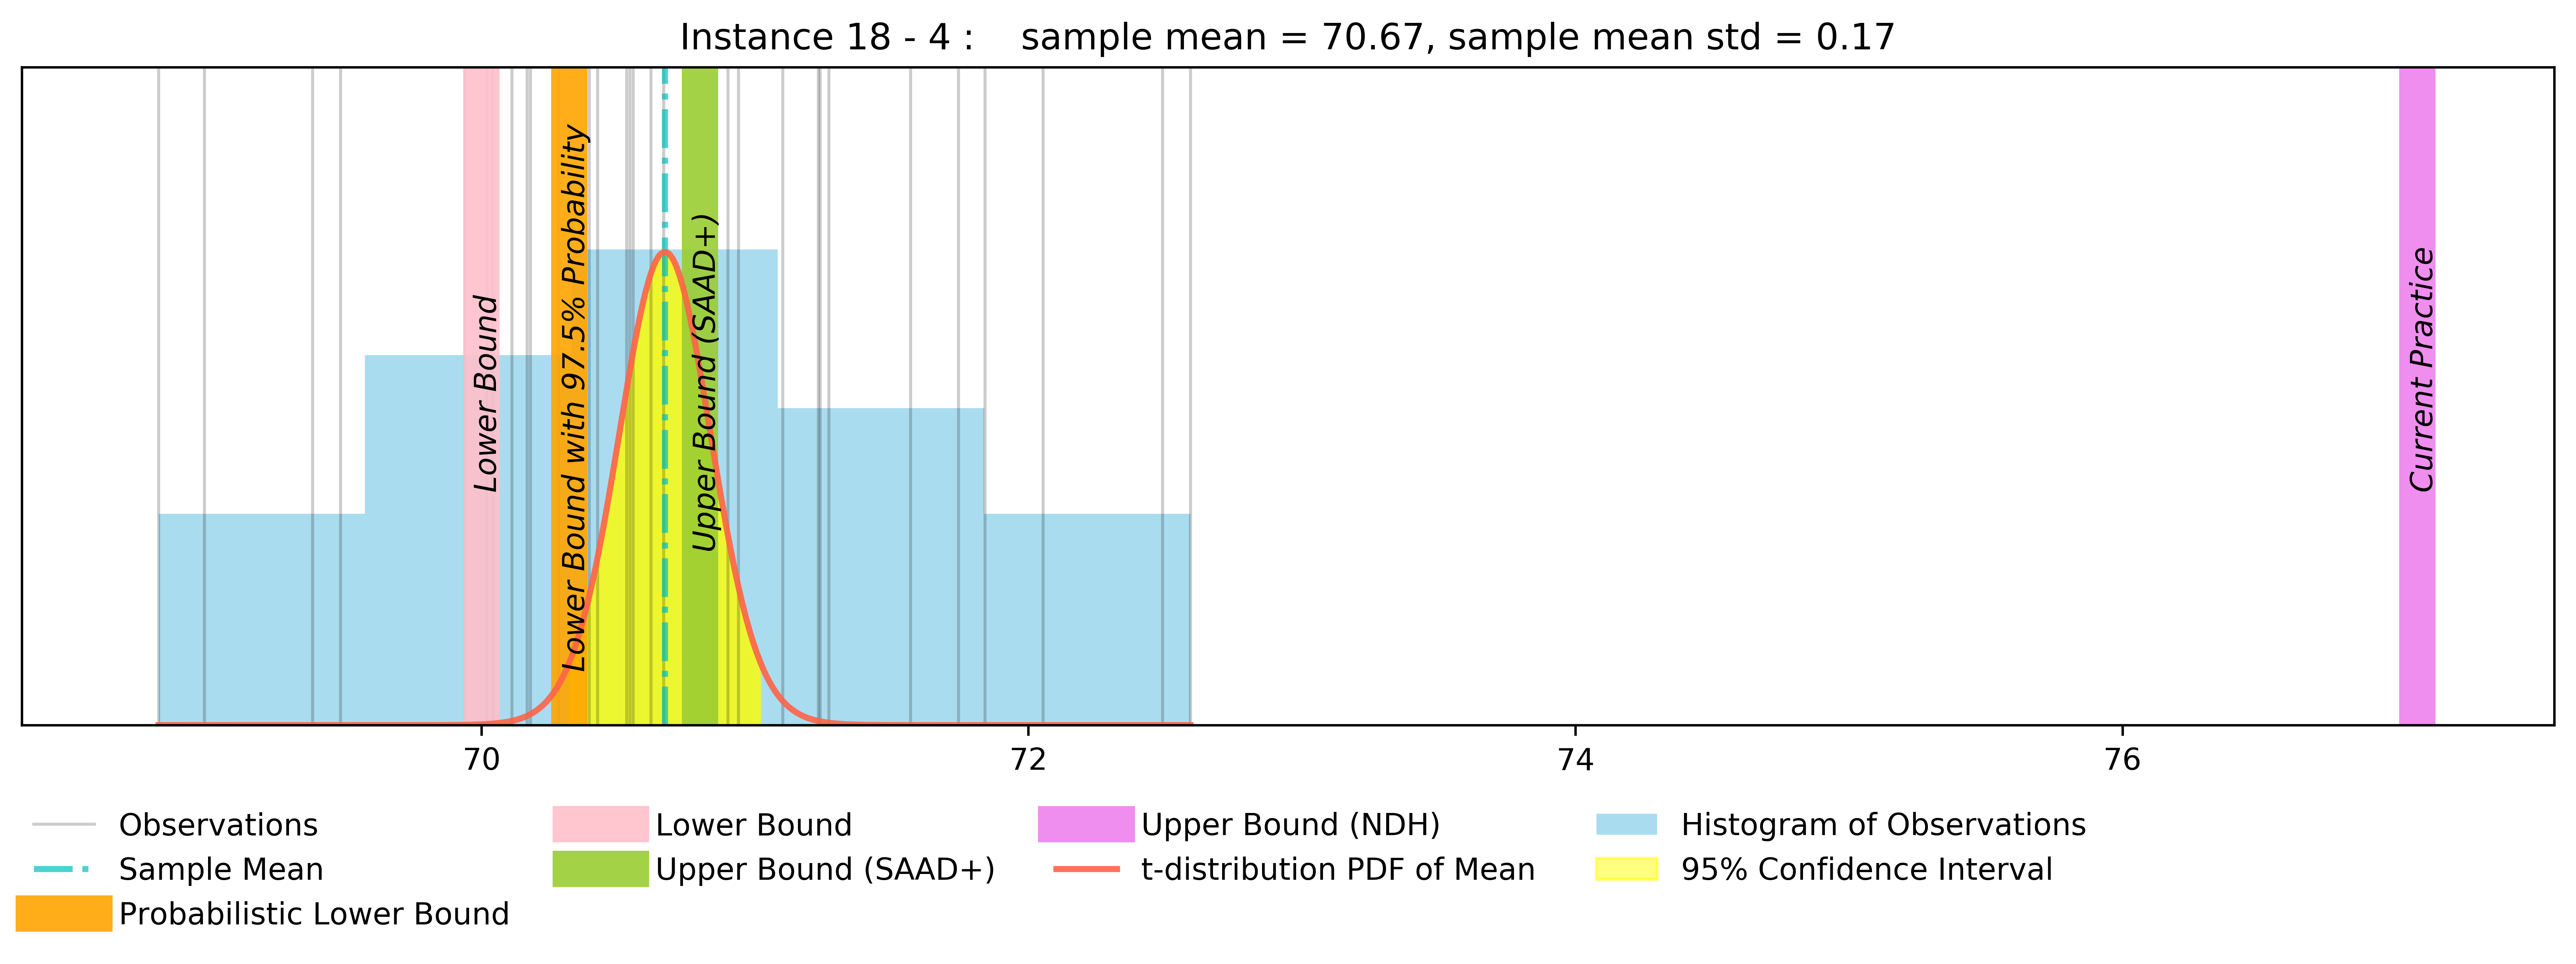 Instance 18 - 4 :    sample mean = 70.67, sample mean std = 0.17
Lower Bound
Lower Bound with 97.5% Probability
Upper Bound (SAAD+)
Current Practice
70
72
74
76
Observations
Sample Mean
Probabilistic Lower Bound
Lower Bound
Upper Bound (SAAD+)
Upper Bound (NDH)
t-distribution PDF of Mean
Histogram of Observations
95% Confidence Interval